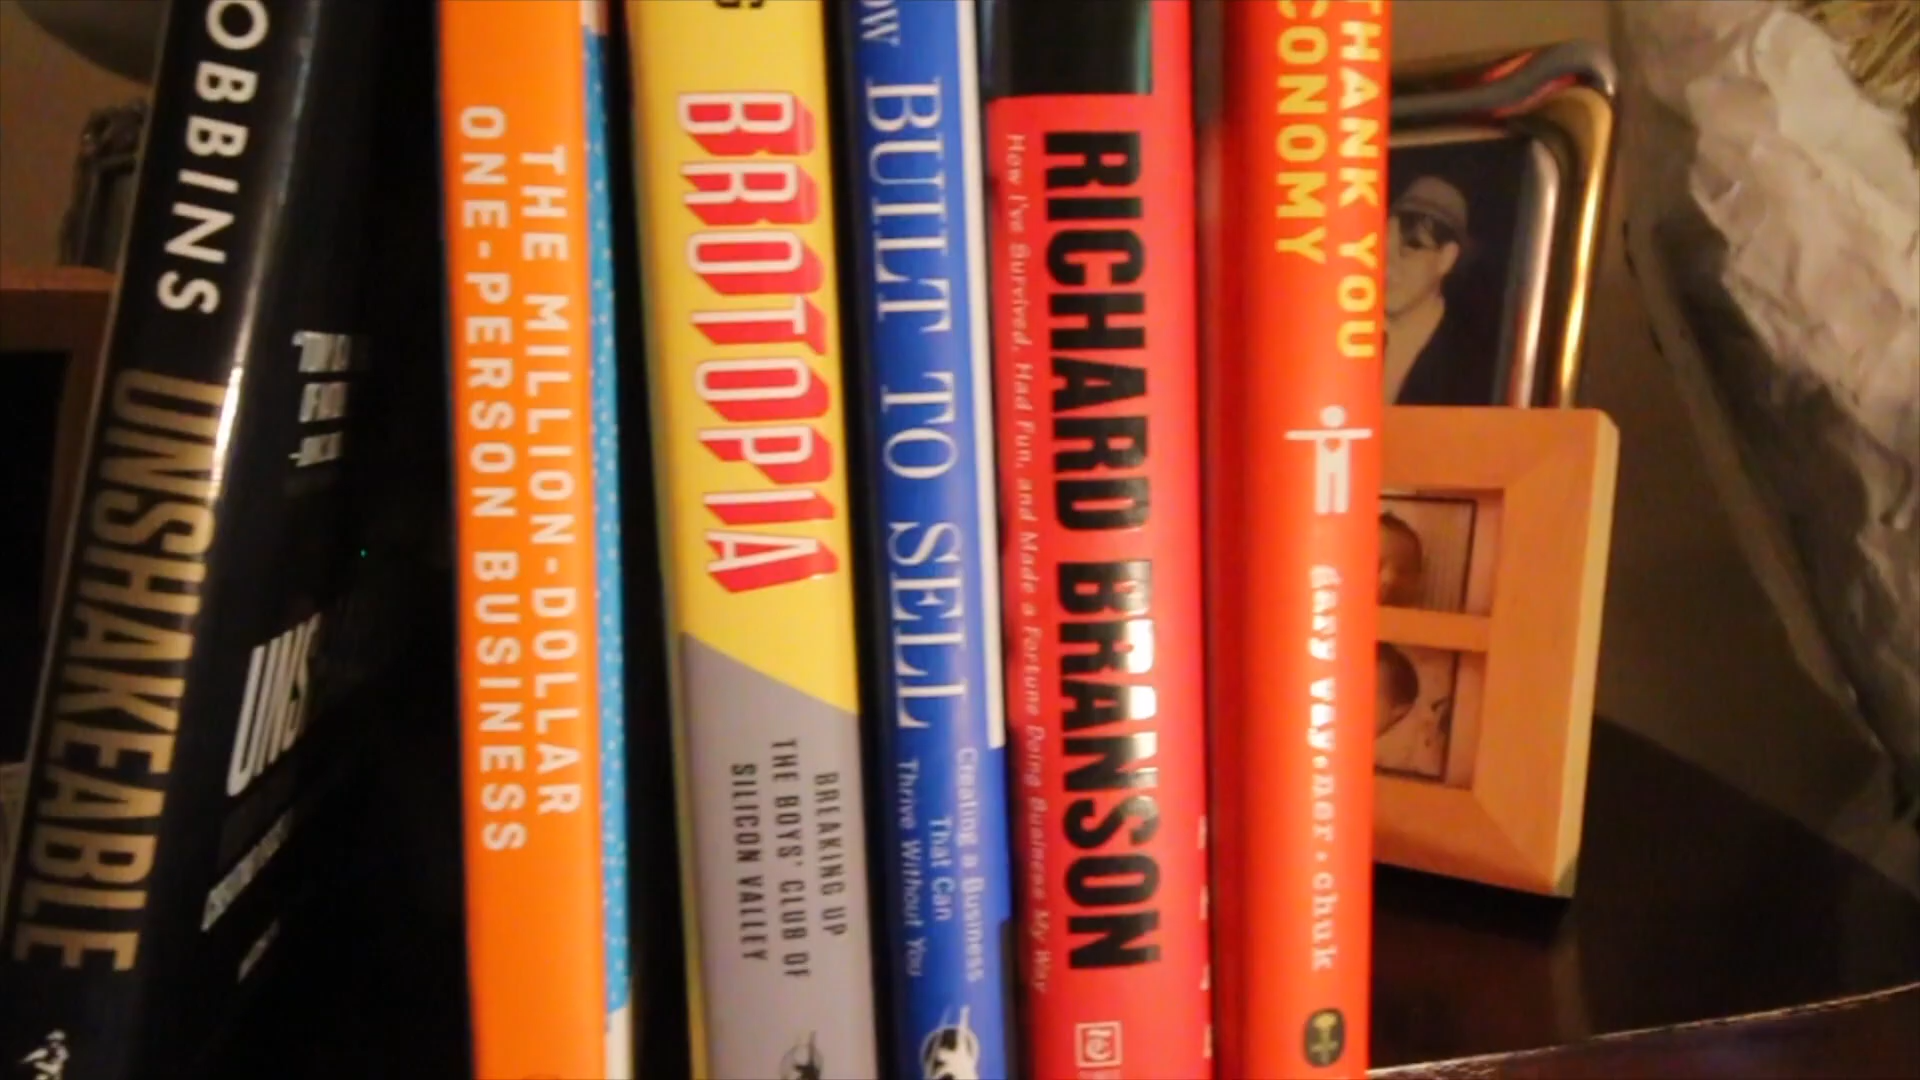 OBBINS
UNSHAKEABLE
UNS
THE MILLION-DOLLAR
ONE-PERSON BUSINESS
G
BROTOPIA
BREAKING UP
THE BOYS' CLUB OF
SILICON VALLEY
OW
BUILT TO SELL
Creating a Business
That Can
Thrive Without You
RICHARD BRANSON
How I've Survived, Had Fun, and Made a Fortune Doing Business My Way
THANK YOU
CONOMY
gary vay•ner•chuk